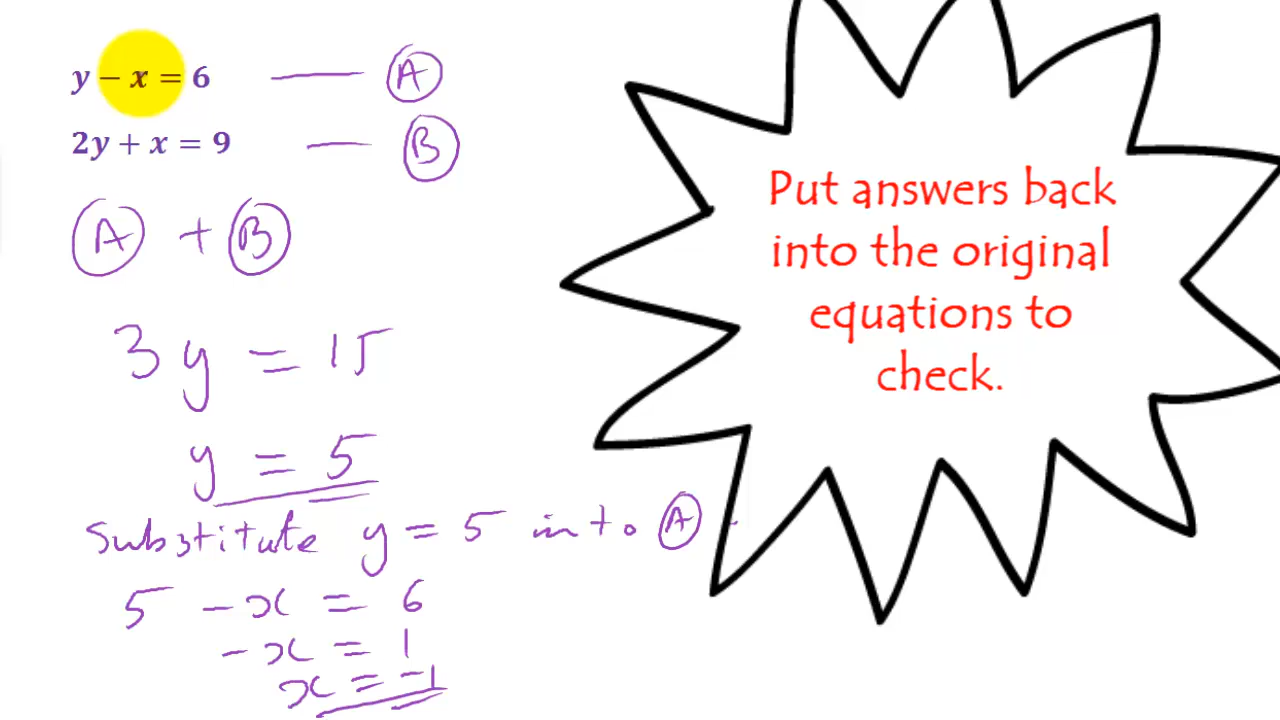 y − x = 6 —— Ⓐ
2y + x = 9 — Ⓑ
Ⓐ + Ⓑ
3y = 15
y = 5
Substitute y = 5 into Ⓐ
5 - x = 6
- x = 1
x = -1
Put answers back
into the original
equations to
check.